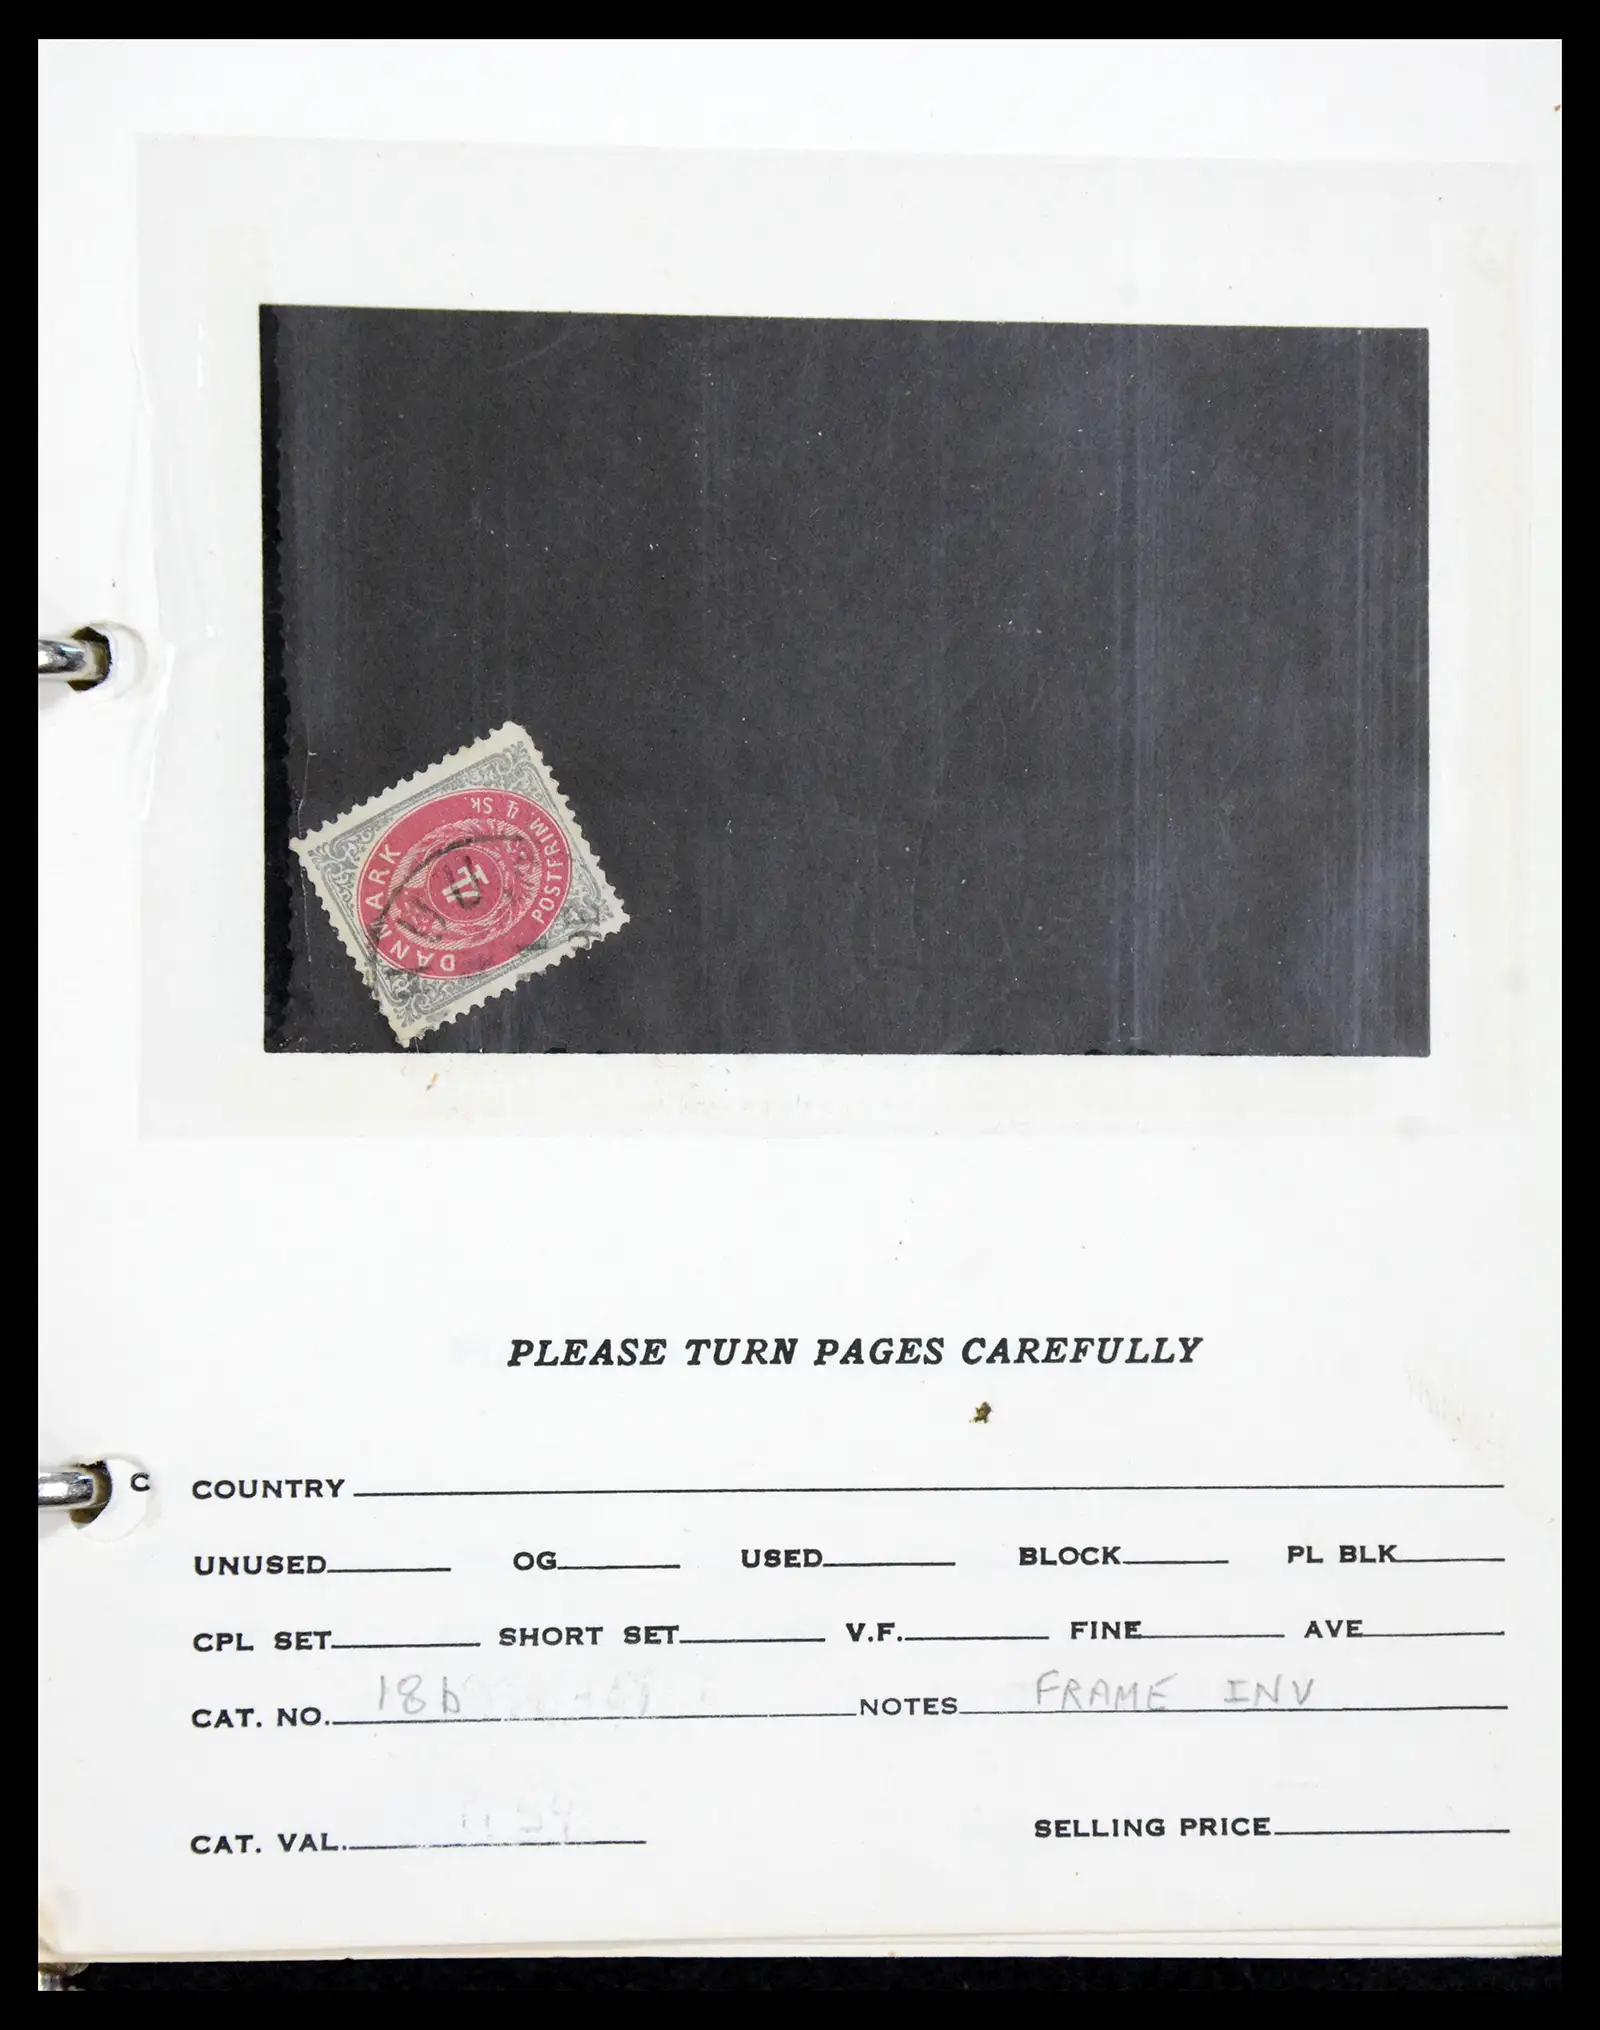 DANMARK POSTFRIM. 4 SK.
4
PLEASE TURN PAGES CAREFULLY
C
COUNTRY
UNUSED OG USED BLOCK PL BLK
CPL SET SHORT SET V.F. FINE AVE
CAT. NO. 18b NOTES FRAME INV
CAT. VAL. SELLING PRICE